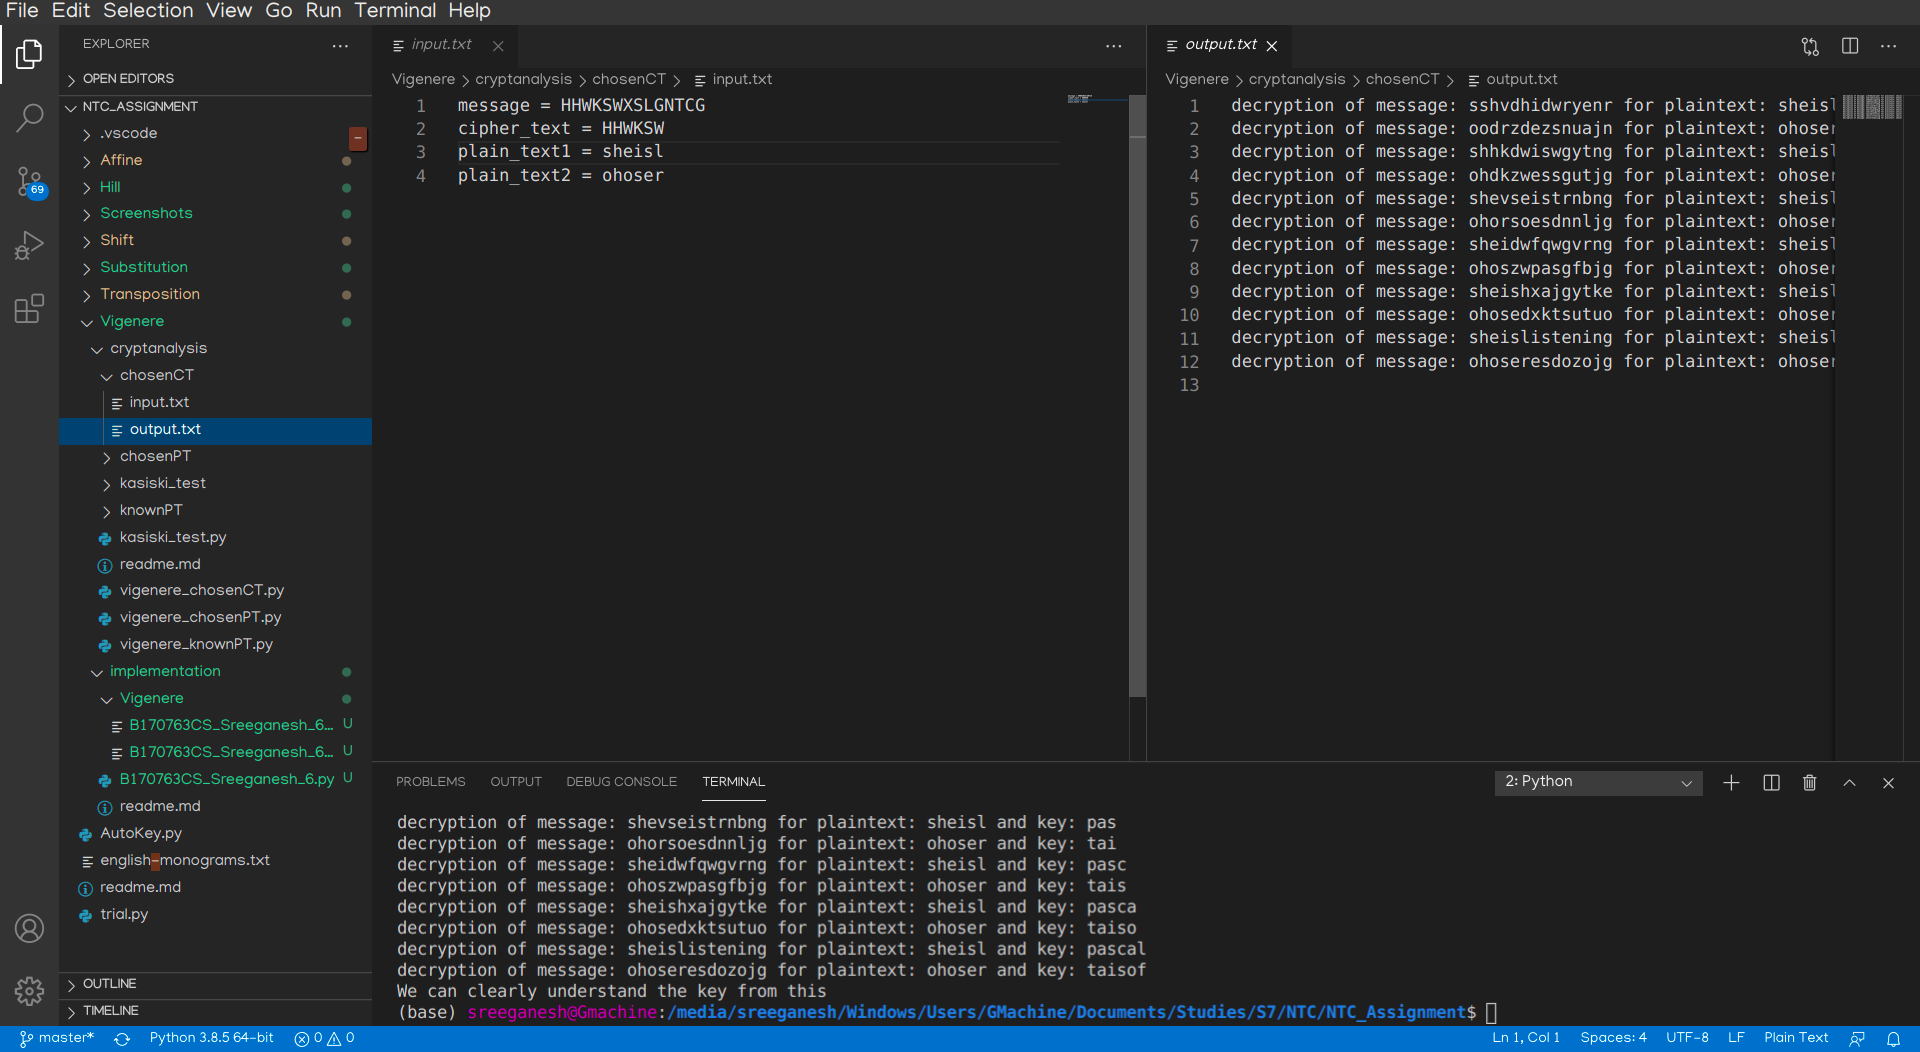 File Edit Selection View Go Run Terminal Help
EXPLORER
OPEN EDITORS
NTC_ASSIGNMENT
.vscode
Affine
Hill
Screenshots
Shift
Substitution
Transposition
Vigenere
cryptanalysis
chosenCT
input.txt
output.txt
chosenPT
kasiski_test
knownPT
kasiski_test.py
readme.md
vigenere_chosenCT.py
vigenere_chosenPT.py
vigenere_knownPT.py
implementation
Vigenere
B170763CS_Sreeganesh_6... U
B170763CS_Sreeganesh_6... U
B170763CS_Sreeganesh_6.py U
readme.md
AutoKey.py
english-monograms.txt
readme.md
trial.py
OUTLINE
TIMELINE
69
input.txt
Vigenere > cryptanalysis > chosenCT > input.txt
1 message = HHWKSWXSLGNTCG
2 cipher_text = HHWKSW
3 plain_text1 = sheisl
4 plain_text2 = ohoser
output.txt
Vigenere > cryptanalysis > chosenCT > output.txt
1 decryption of message: sshvdhidwryenr for plaintext: sheisl
2 decryption of message: oodrzdezsnuajn for plaintext: ohoser
3 decryption of message: shhkdwiswgytng for plaintext: sheisl
4 decryption of message: ohdkzwessgutjg for plaintext: ohoser
5 decryption of message: shevseistrnbng for plaintext: sheisl
6 decryption of message: ohorsoesdnnljg for plaintext: ohoser
7 decryption of message: sheidwfqwgvrng for plaintext: sheisl
8 decryption of message: ohoszwpasgfbjg for plaintext: ohoser
9 decryption of message: sheishxajgytke for plaintext: sheisl
10 decryption of message: ohosedxktsutuo for plaintext: ohoser
11 decryption of message: sheislistening for plaintext: sheisl
12 decryption of message: ohoseresdozojg for plaintext: ohoser
13
PROBLEMS OUTPUT DEBUG CONSOLE TERMINAL
2: Python
decryption of message: shevseistrnbng for plaintext: sheisl and key: pas
decryption of message: ohorsoesdnnljg for plaintext: ohoser and key: tai
decryption of message: sheidwfqwgvrng for plaintext: sheisl and key: pasc
decryption of message: ohoszwpasgfbjg for plaintext: ohoser and key: tais
decryption of message: sheishxajgytke for plaintext: sheisl and key: pasca
decryption of message: ohosedxktsutuo for plaintext: ohoser and key: taiso
decryption of message: sheislistening for plaintext: sheisl and key: pascal
decryption of message: ohoseresdozojg for plaintext: ohoser and key: taisof
We can clearly understand the key from this
(base) sreeganesh@Gmachine:/media/sreeganesh/Windows/Users/GMachine/Documents/Studies/S7/NTC/NTC_Assignment$
master* Python 3.8.5 64-bit 0 0 Ln 1, Col 1 Spaces: 4 UTF-8 LF Plain Text